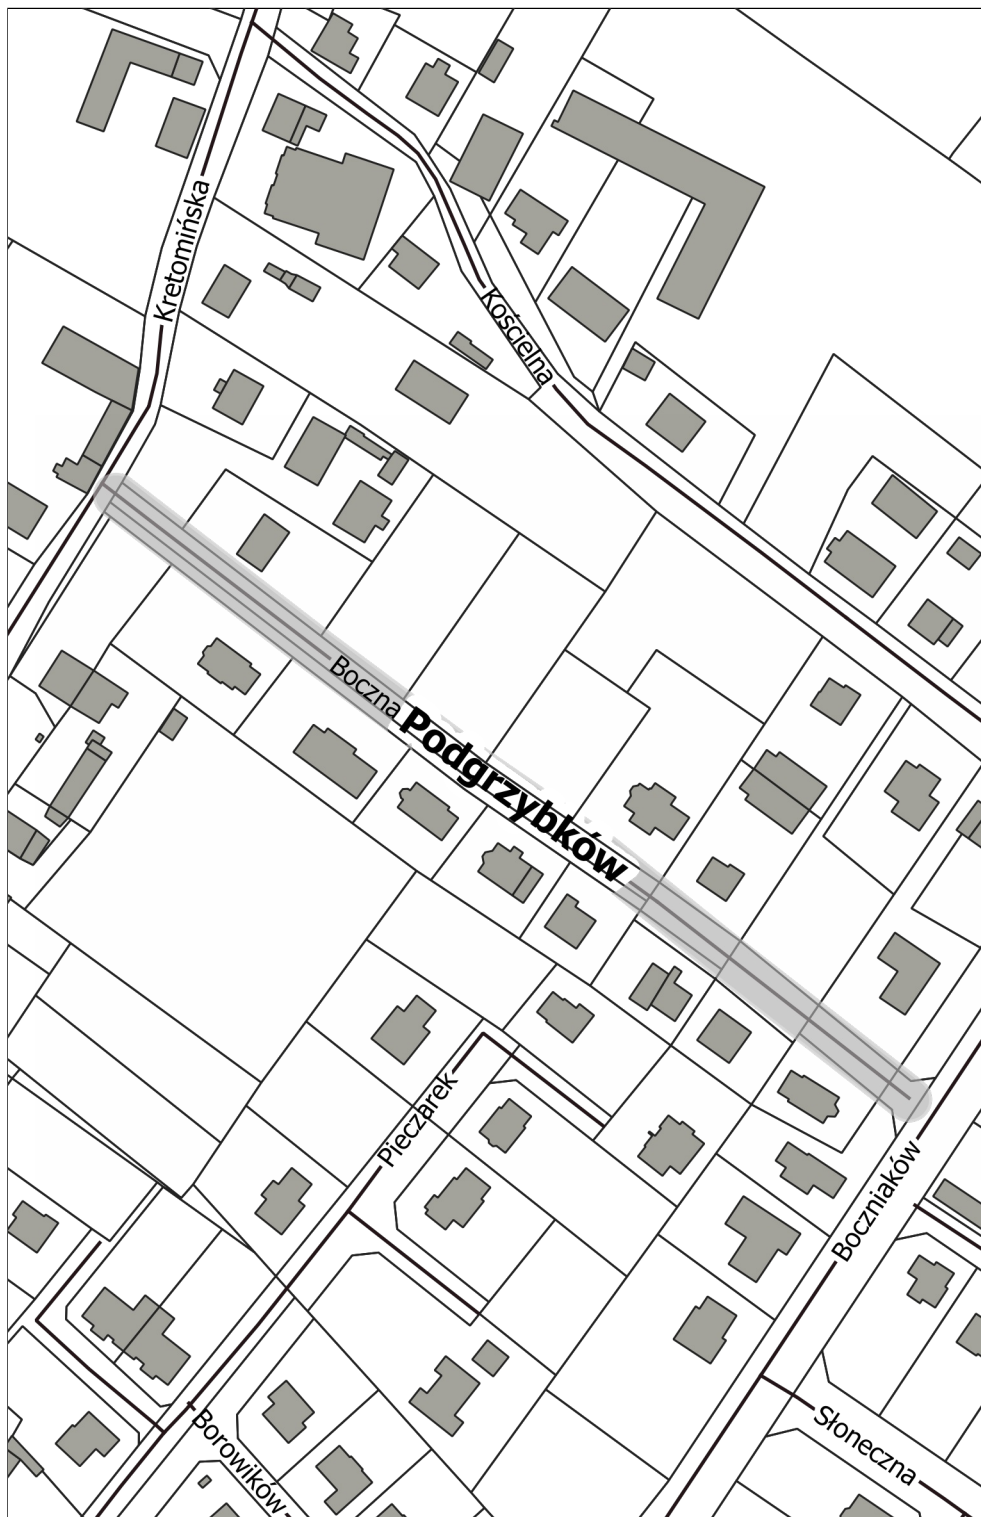 Kretomińska
Kościelna
Boczna
Podgrzybków
Pieczarek
Boczniaków
Słoneczna
Borowików